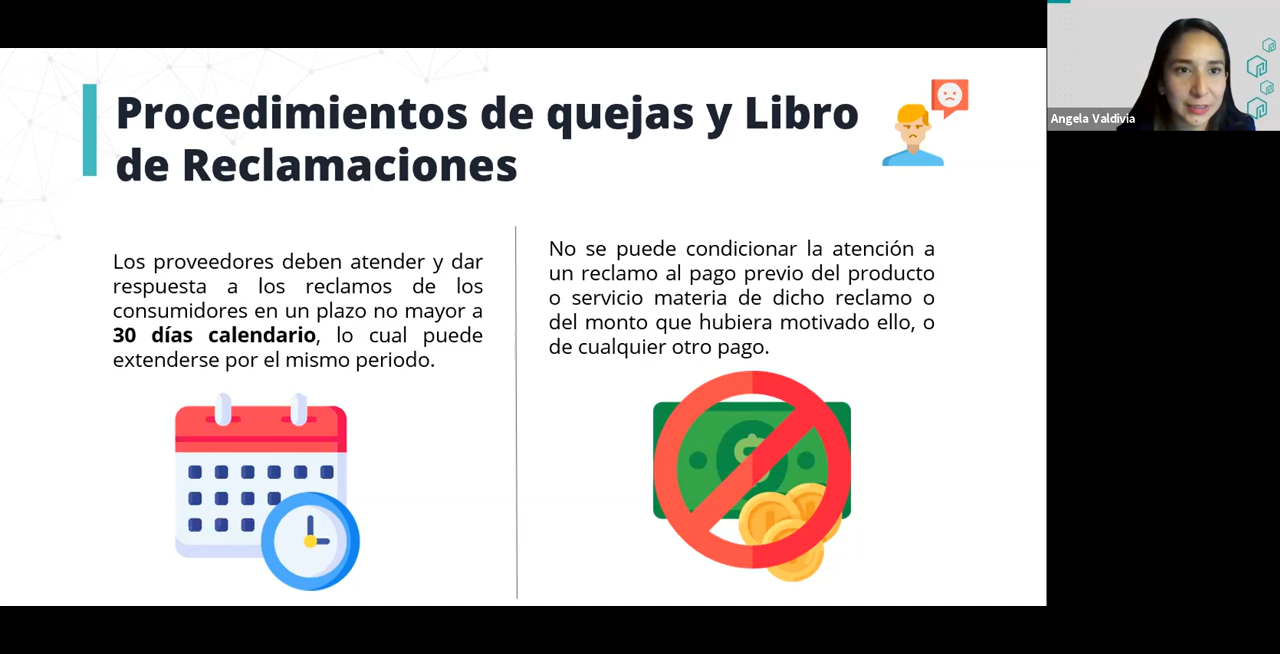 Procedimientos de quejas y Libro
de Reclamaciones
Los proveedores deben atender y dar
respuesta a los reclamos de los
consumidores en un plazo no mayor a
30 días calendario, lo cual puede
extenderse por el mismo periodo.
No se puede condicionar la atención a
un reclamo al pago previo del producto
o servicio materia de dicho reclamo o
del monto que hubiera motivado ello, o
de cualquier otro pago.
Angela Valdivia